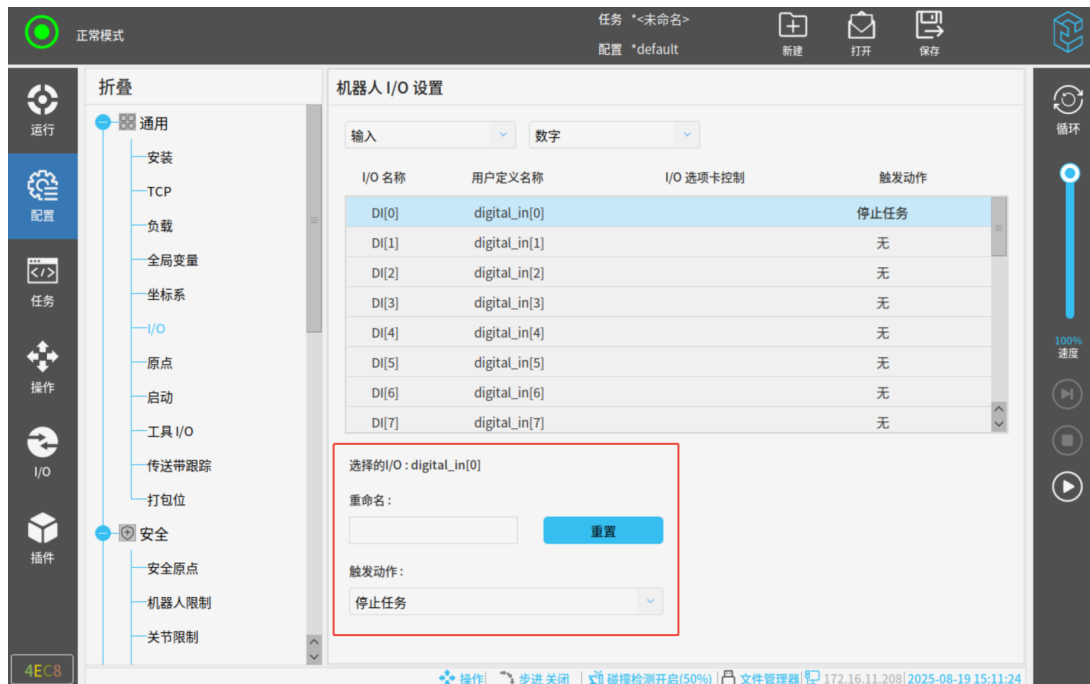 正常模式
任务 *<未命名>
配置 *default
新建
打开
保存
运行
配置
任务
操作
I/O
插件
4EC8
折叠
通用
安装
TCP
负载
全局变量
坐标系
I/O
原点
启动
工具 I/O
传送带跟踪
打包位
安全
安全原点
机器人限制
关节限制
机器人 I/O 设置
输入 数字
I/O 名称 用户定义名称 I/O 选项卡控制 触发动作
DI[0] digital_in[0] 停止任务
DI[1] digital_in[1] 无
DI[2] digital_in[2] 无
DI[3] digital_in[3] 无
DI[4] digital_in[4] 无
DI[5] digital_in[5] 无
DI[6] digital_in[6] 无
DI[7] digital_in[7] 无
选择的I/O : digital_in[0]
重命名 :
重置
触发动作 :
停止任务
循环
100%
速度
操作 步进 关闭 碰撞检测开启(50%) 文件管理器 172.16.11.208 2025-08-19 15:11:24